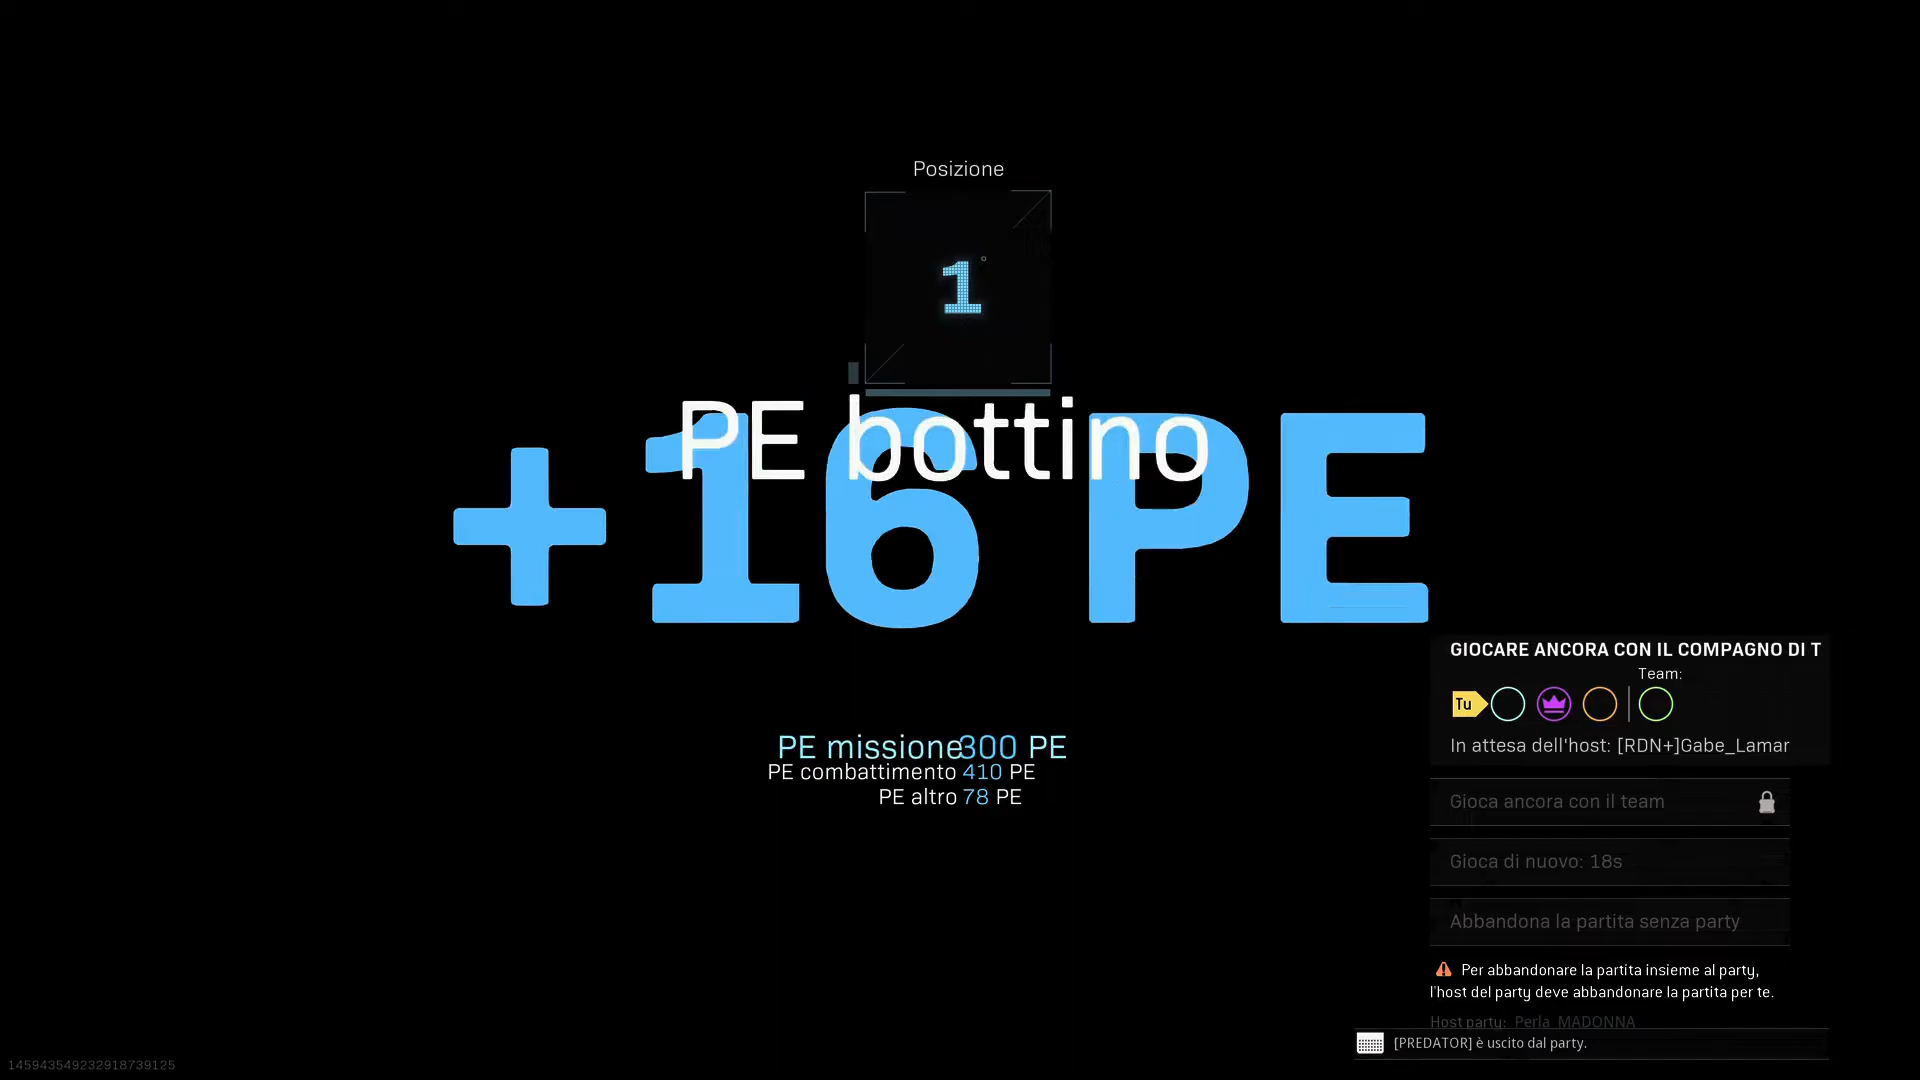 Posizione
1°
PE bottino
+16 PE
PE missione 300 PE
PE combattimento 410 PE
PE altro 78 PE
GIOCARE ANCORA CON IL COMPAGNO DI T
Team:
Tu
In attesa dell'host: [RDN+]Gabe_Lamar
Gioca ancora con il team
Gioca di nuovo: 18s
Abbandona la partita senza party
Per abbandonare la partita insieme al party,
l'host del party deve abbandonare la partita per te.
Host party: Perla_MADONNA
[PREDATOR] è uscito dal party.
145943549232918739125